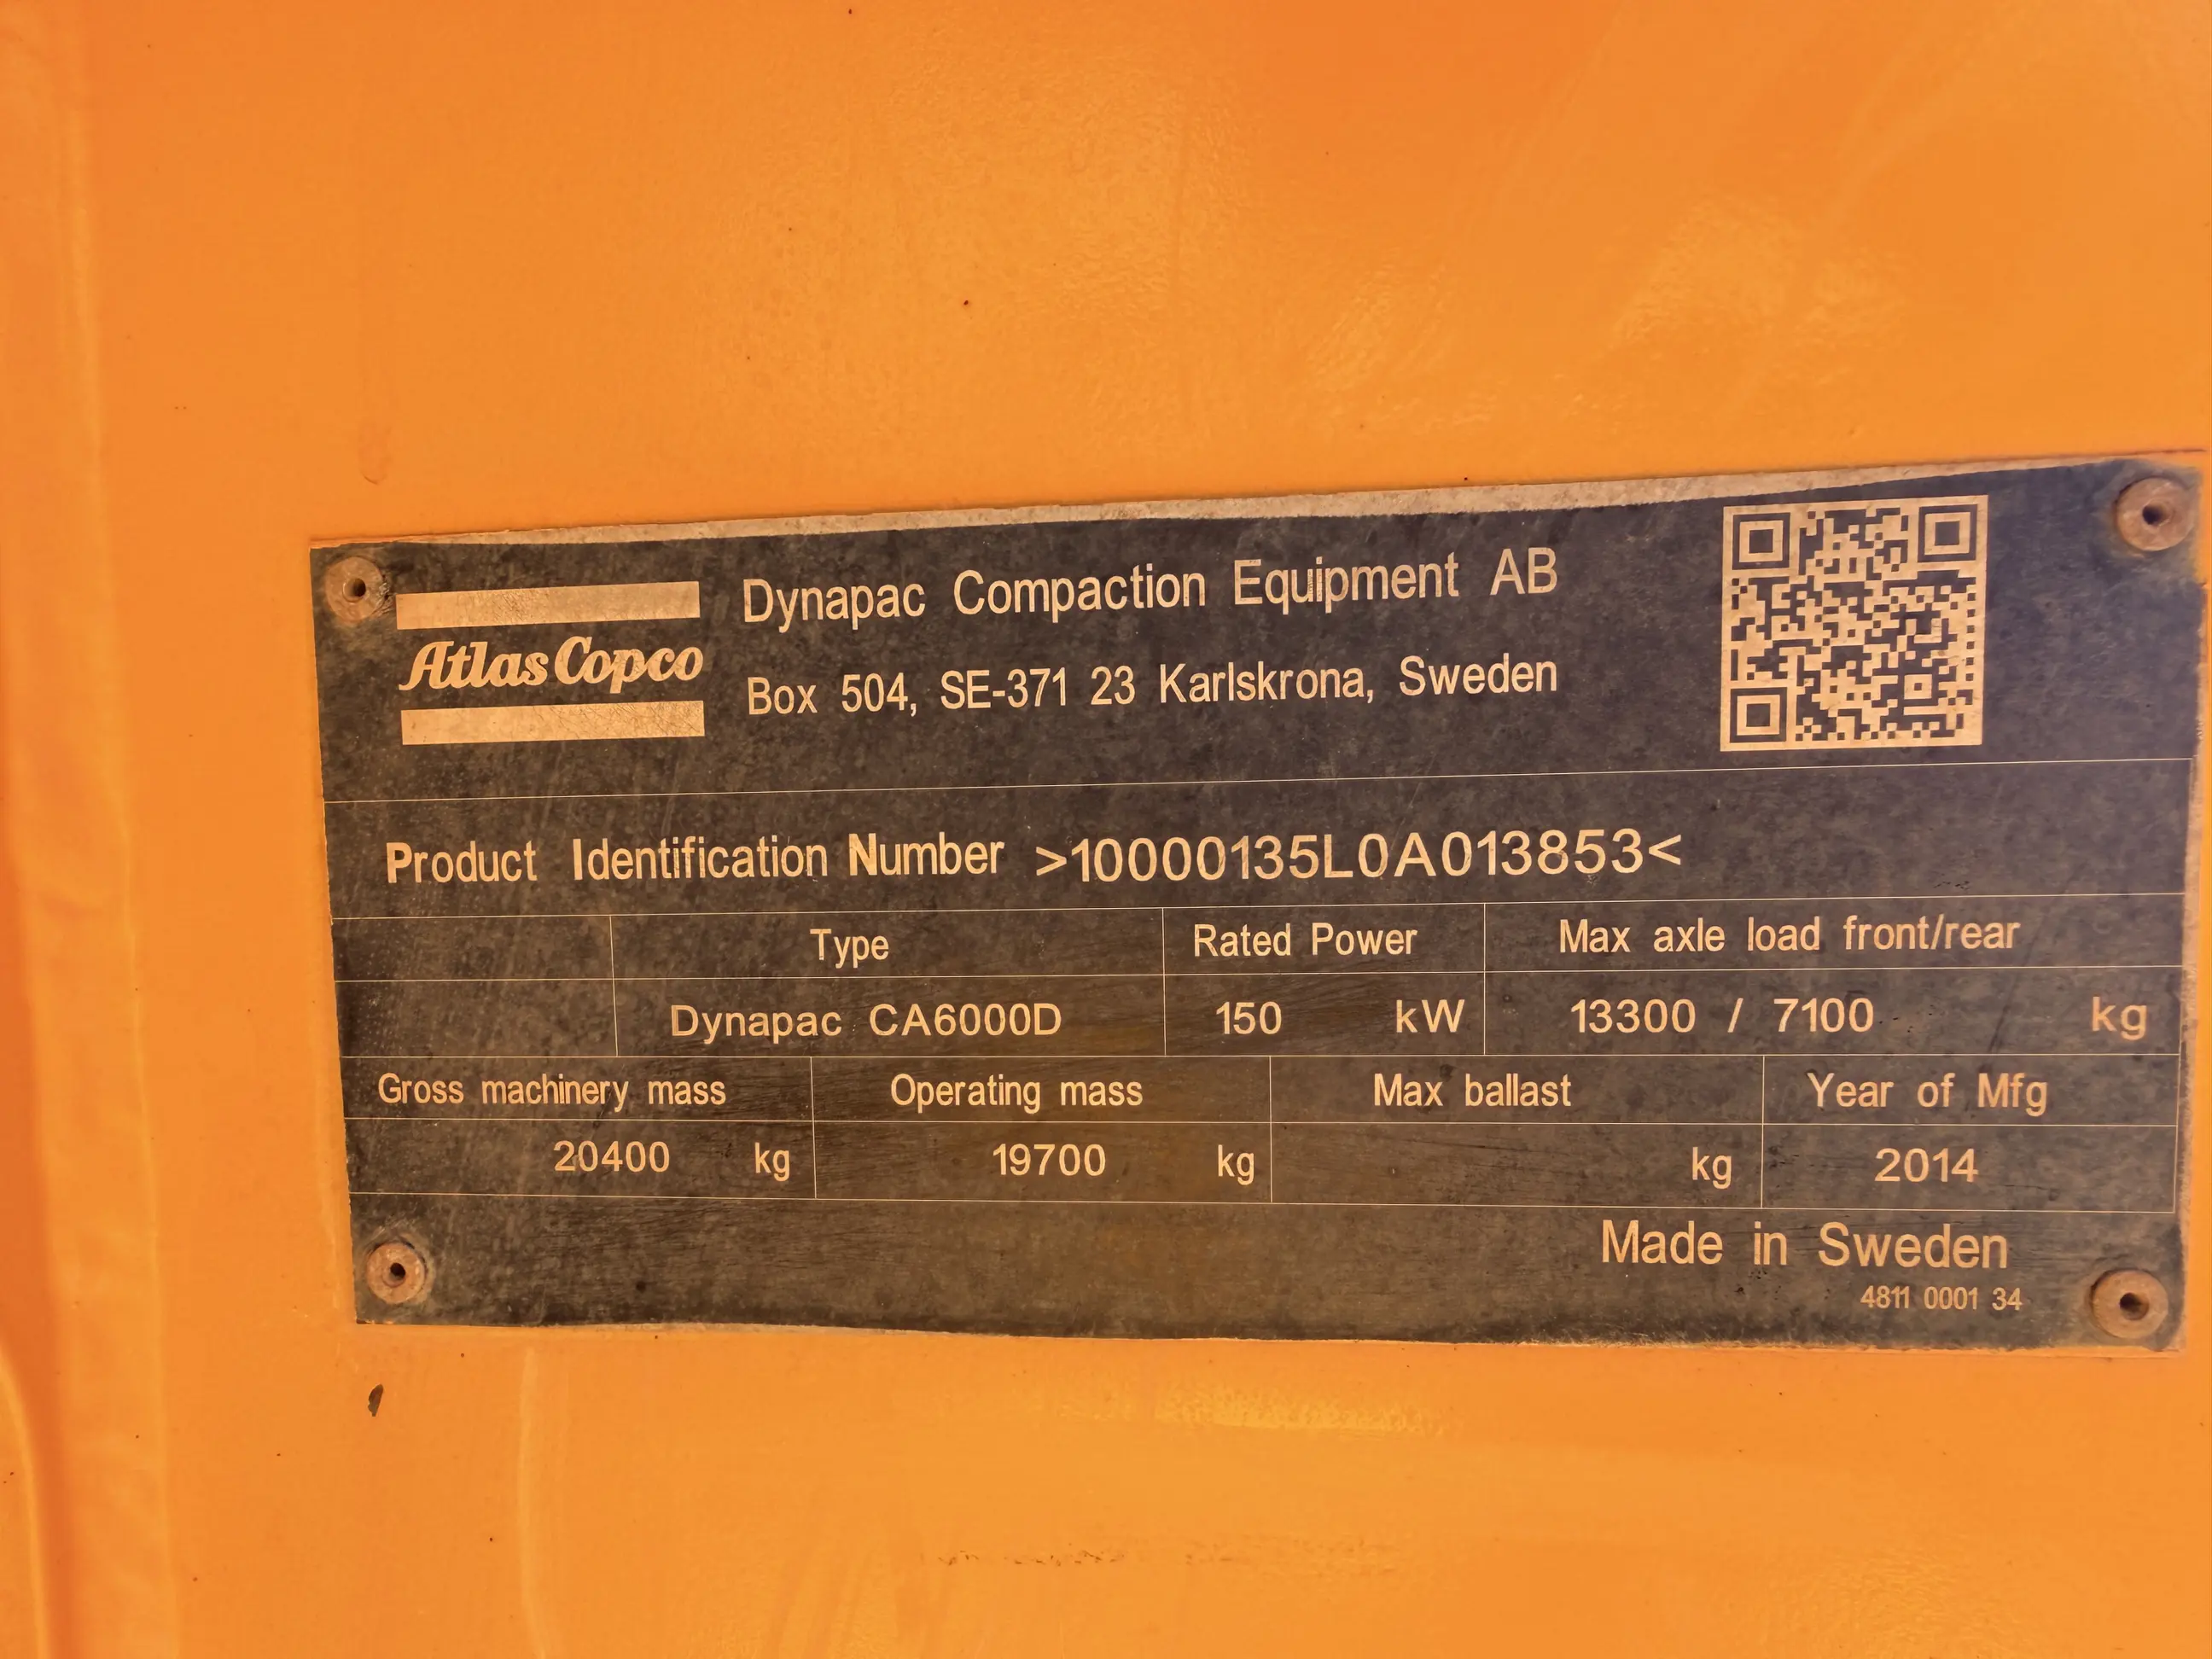 Atlas Copco
Dynapac Compaction Equipment AB
Box 504, SE-371 23 Karlskrona, Sweden
Product Identification Number >10000135L0A013853<
Type Rated Power Max axle load front/rear
Dynapac CA6000D 150 kW 13300 / 7100 kg
Gross machinery mass Operating mass Max ballast Year of Mfg
20400 kg 19700 kg kg 2014
Made in Sweden
4811 0001 34